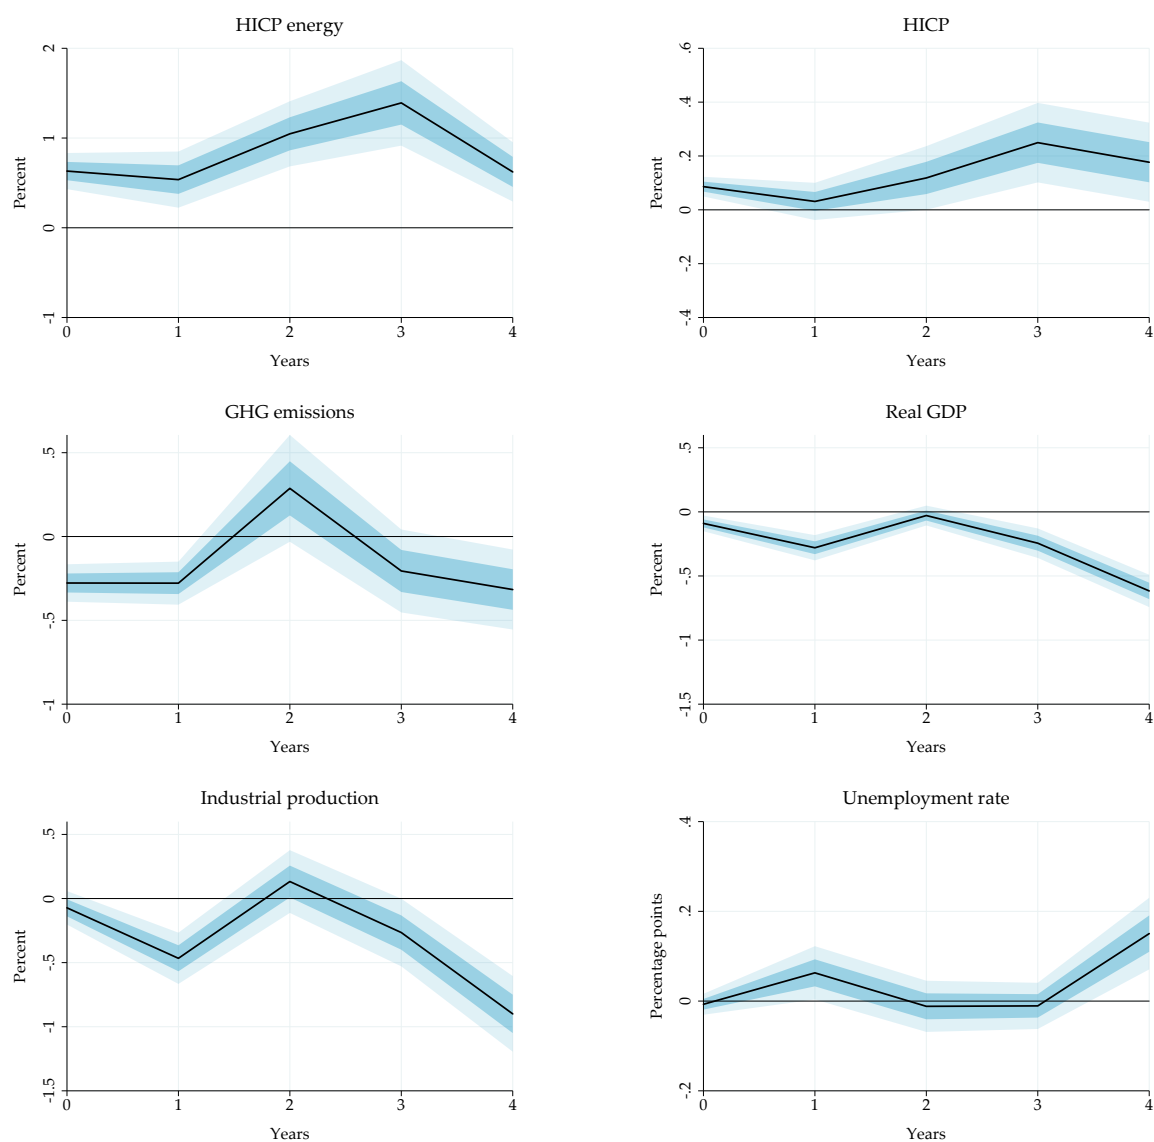 HICP energy
Percent
2
1
0
-1
0 1 2 3 4
Years
HICP
Percent
.6
.4
.2
0
-.2
-.4
0 1 2 3 4
Years
GHG emissions
Percent
.5
0
-.5
-1
0 1 2 3 4
Years
Real GDP
Percent
.5
0
-.5
-1
-1.5
0 1 2 3 4
Years
Industrial production
Percent
.5
0
-.5
-1
-1.5
0 1 2 3 4
Years
Unemployment rate
Percentage points
.4
.2
0
-.2
0 1 2 3 4
Years